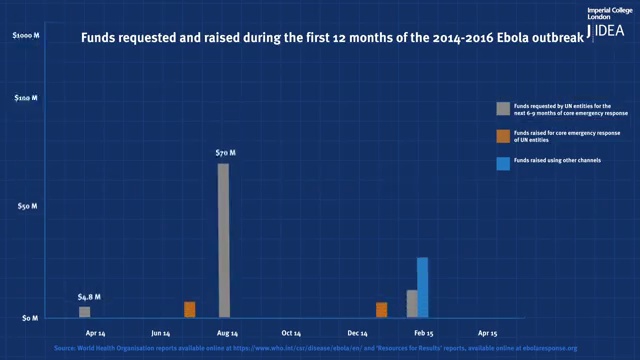 Imperial College
London
J IDEA
Funds requested and raised during the first 12 months of the 2014-2016 Ebola outbreak
$1000 M
$100 M
$50 M
$0 M
$4.8 M
$70 M
Funds requested by UN entities for the
next 6-9 months of core emergency response
Funds raised for core emergency response
of UN entities
Funds raised using other channels
Apr 14
Jun 14
Aug 14
Oct 14
Dec 14
Feb 15
Apr 15
Source: World Health Organisation reports available online at https://www.who.int/csr/disease/ebola/en/ and 'Resources for Results' reports, available online at ebolaresponse.org